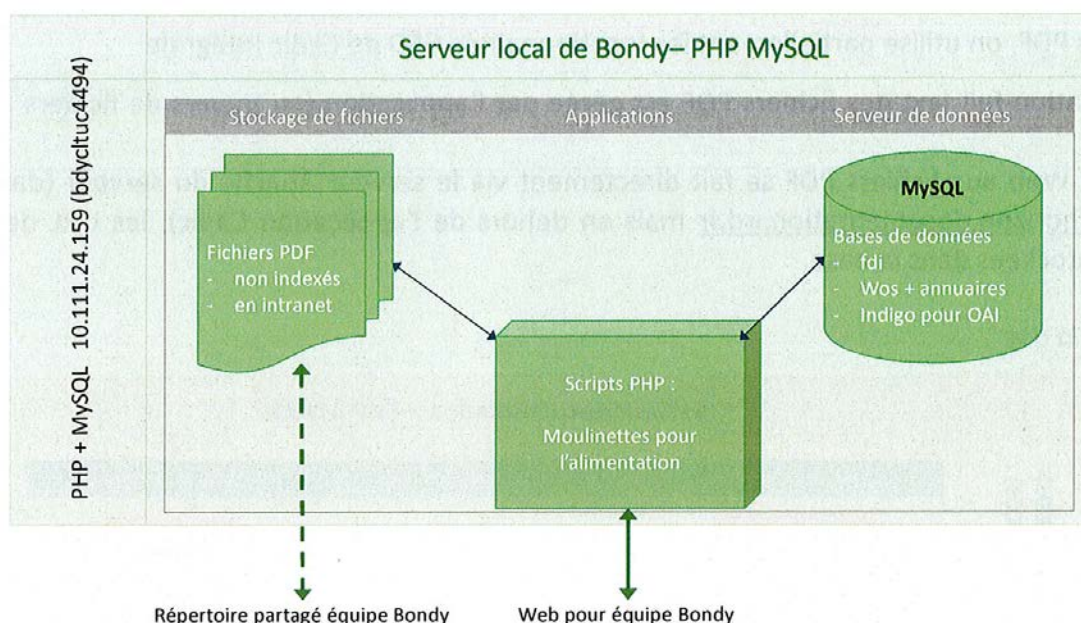 Serveur local de Bondy– PHP MySQL
PHP + MySQL 10.111.24.159 (bdycltuc4494)
Stockage de fichiers
Applications
Serveur de données
MySQL
Fichiers PDF
- non indexés
- en intranet
Bases de données
- fdi
- Wos + annuaires
- Indigo pour OAI
Scripts PHP :
Moulinettes pour
l'alimentation
Répertoire partagé équipe Bondy
Web pour équipe Bondy